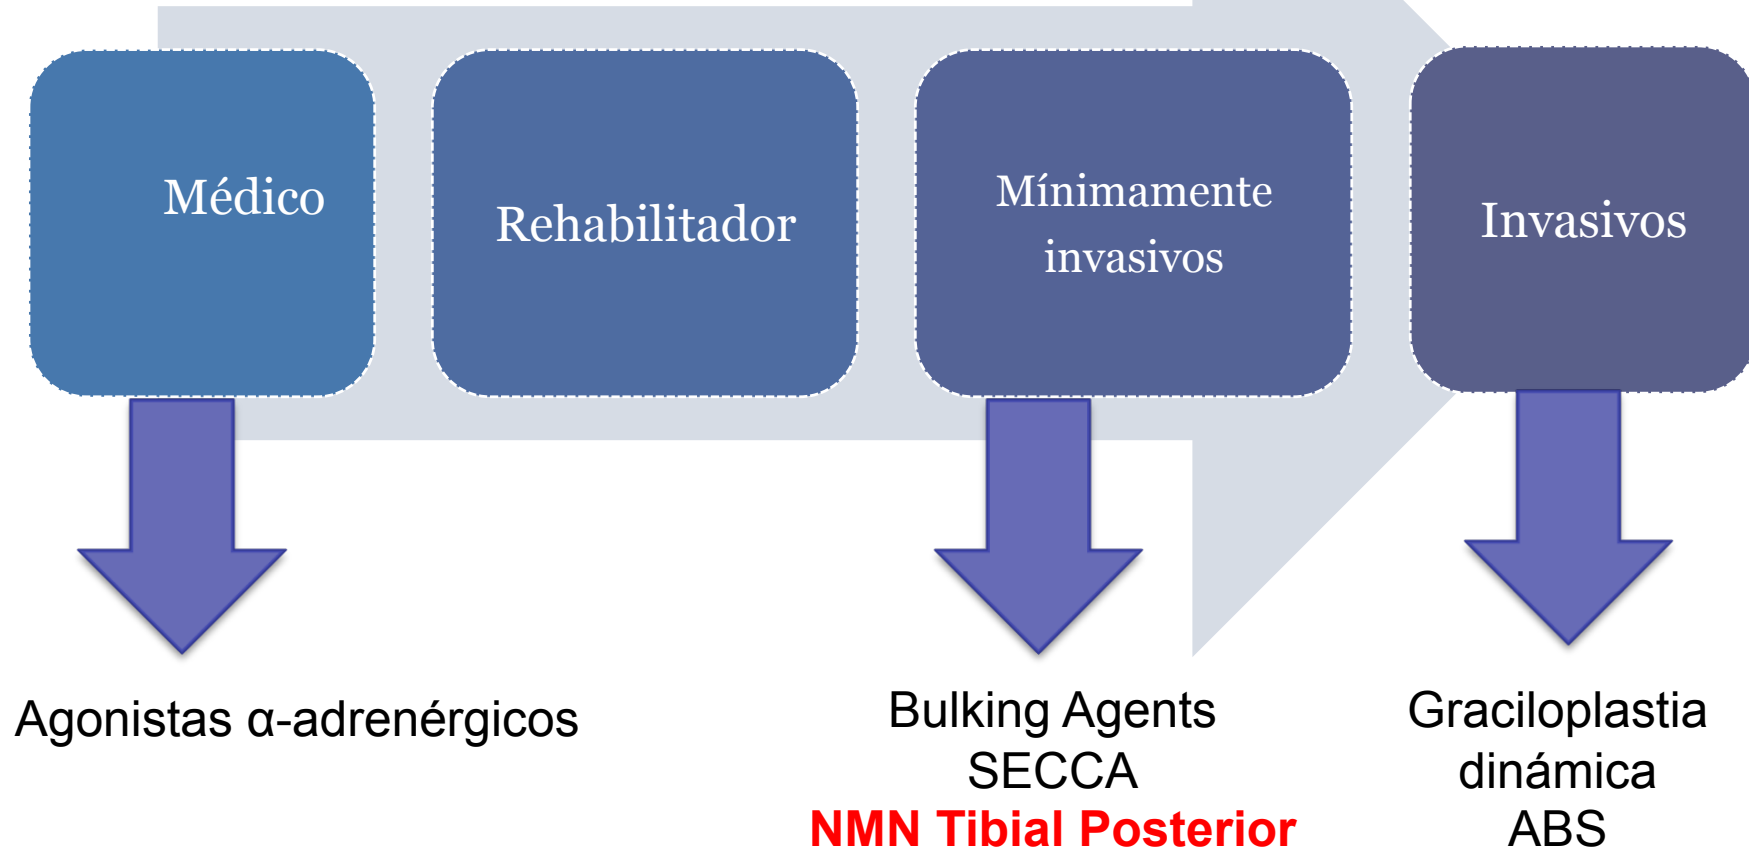 Médico
Rehabilitador
Mínimamente
invasivos
Invasivos
Agonistas α-adrenérgicos
Bulking Agents
SECCA
NMN Tibial Posterior
Graciloplastia
dinámica
ABS